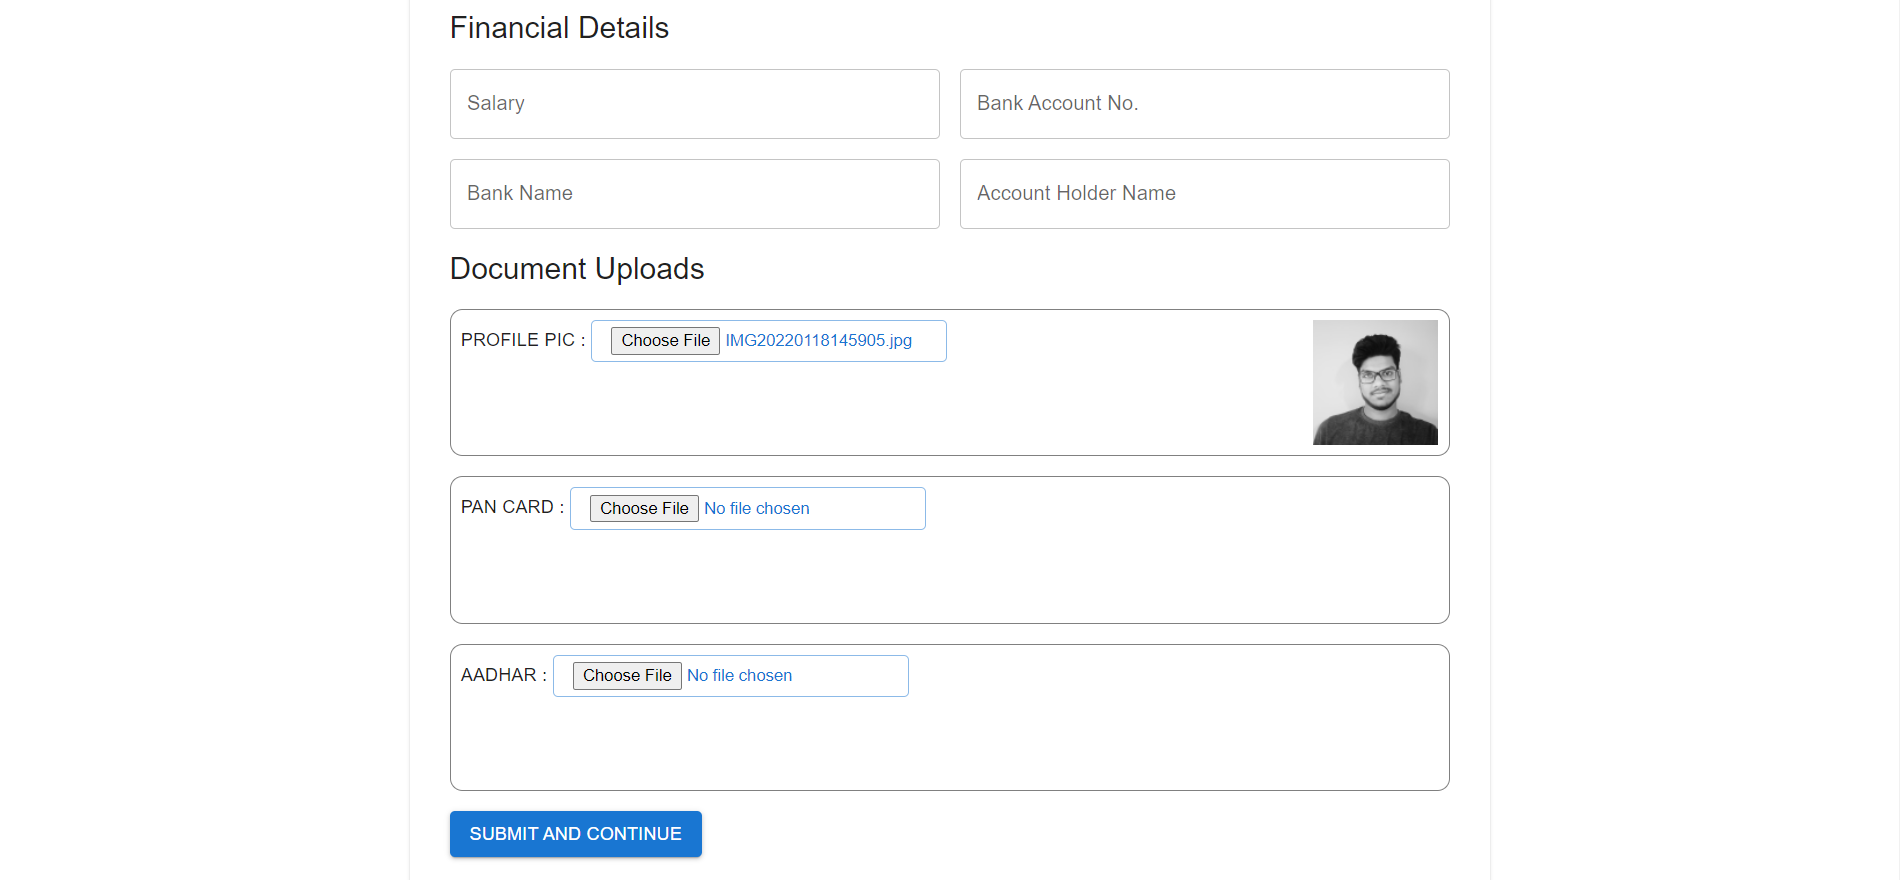 Financial Details
Salary
Bank Account No.
Bank Name
Account Holder Name
Document Uploads
PROFILE PIC : Choose File IMG20220118145905.jpg
PAN CARD : Choose File No file chosen
AADHAR : Choose File No file chosen
SUBMIT AND CONTINUE